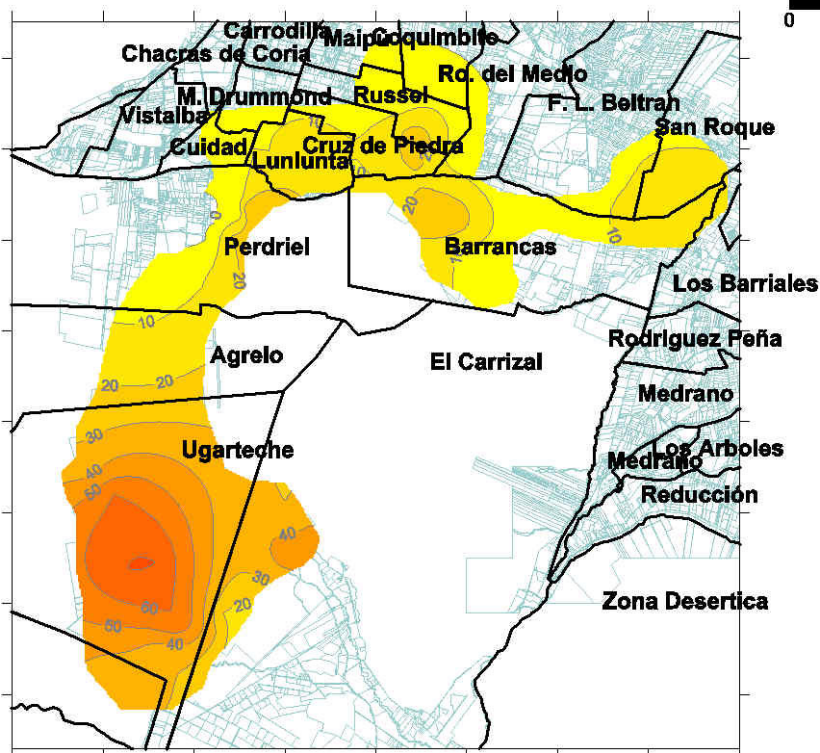 0
Carrodilla
Maipú
Coquimbito
Chacras de Coria
Ro. del Medio
M. Drummond
Russel
F. L. Beltran
Vistalba
San Roque
10
Cuidad
Cruz de Piedra
Lunlunta
20
20
0
Perdriel
Barrancas
10
20
Los Barriales
10
Rodriguez Peña
Agrelo
El Carrizal
20
20
Medrano
30
Ugarteche
Los Arboles
Medrano
40
50
Reducción
40
30
20
60
Zona Desertica
50
40